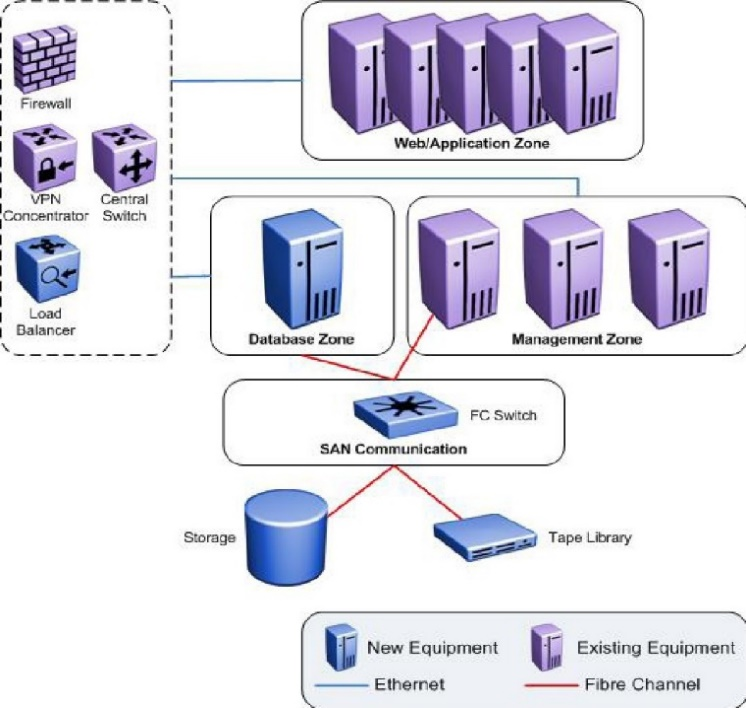 Firewall
VPN
Concentrator
Central
Switch
Load
Balancer
Web/Application Zone
Database Zone
Management Zone
FC Switch
SAN Communication
Storage
Tape Library
New Equipment
Existing Equipment
Ethernet
Fibre Channel